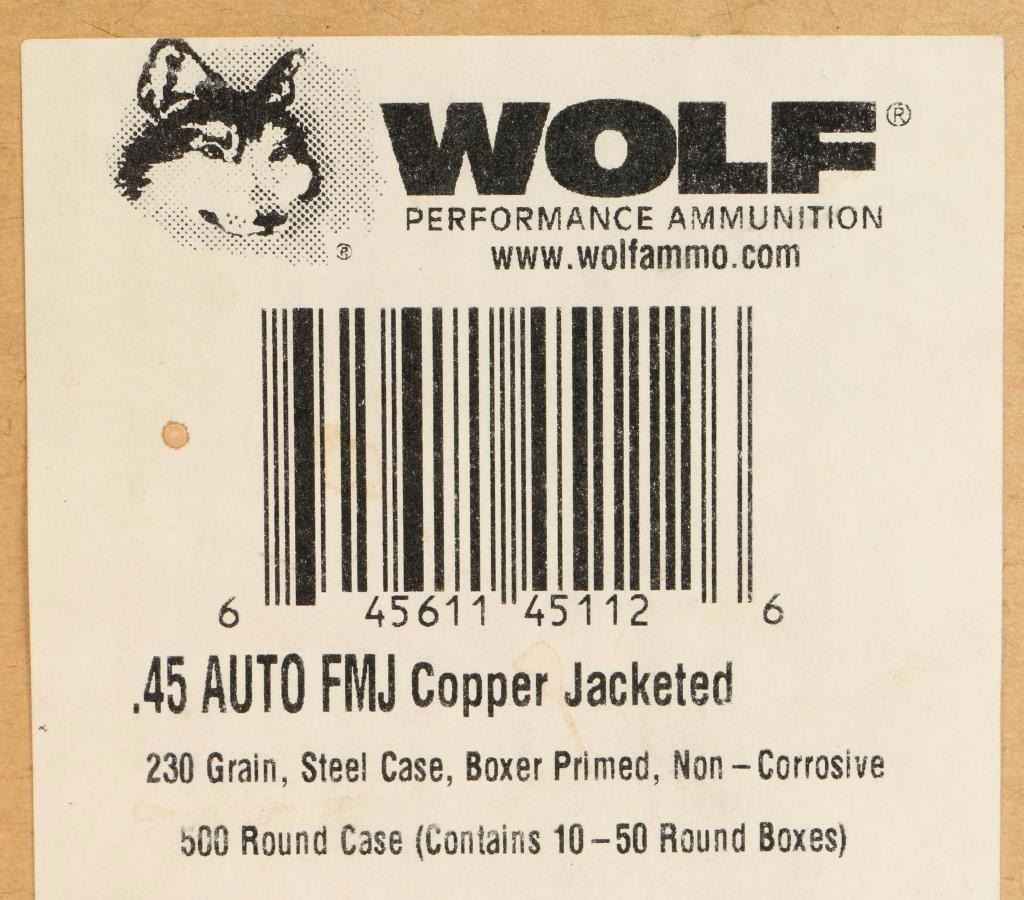 WOLF®
PERFORMANCE AMMUNITION
www.wolfammo.com
®
6 45611 45112 6
.45 AUTO FMJ Copper Jacketed
230 Grain, Steel Case, Boxer Primed, Non-Corrosive
500 Round Case (Contains 10-50 Round Boxes)